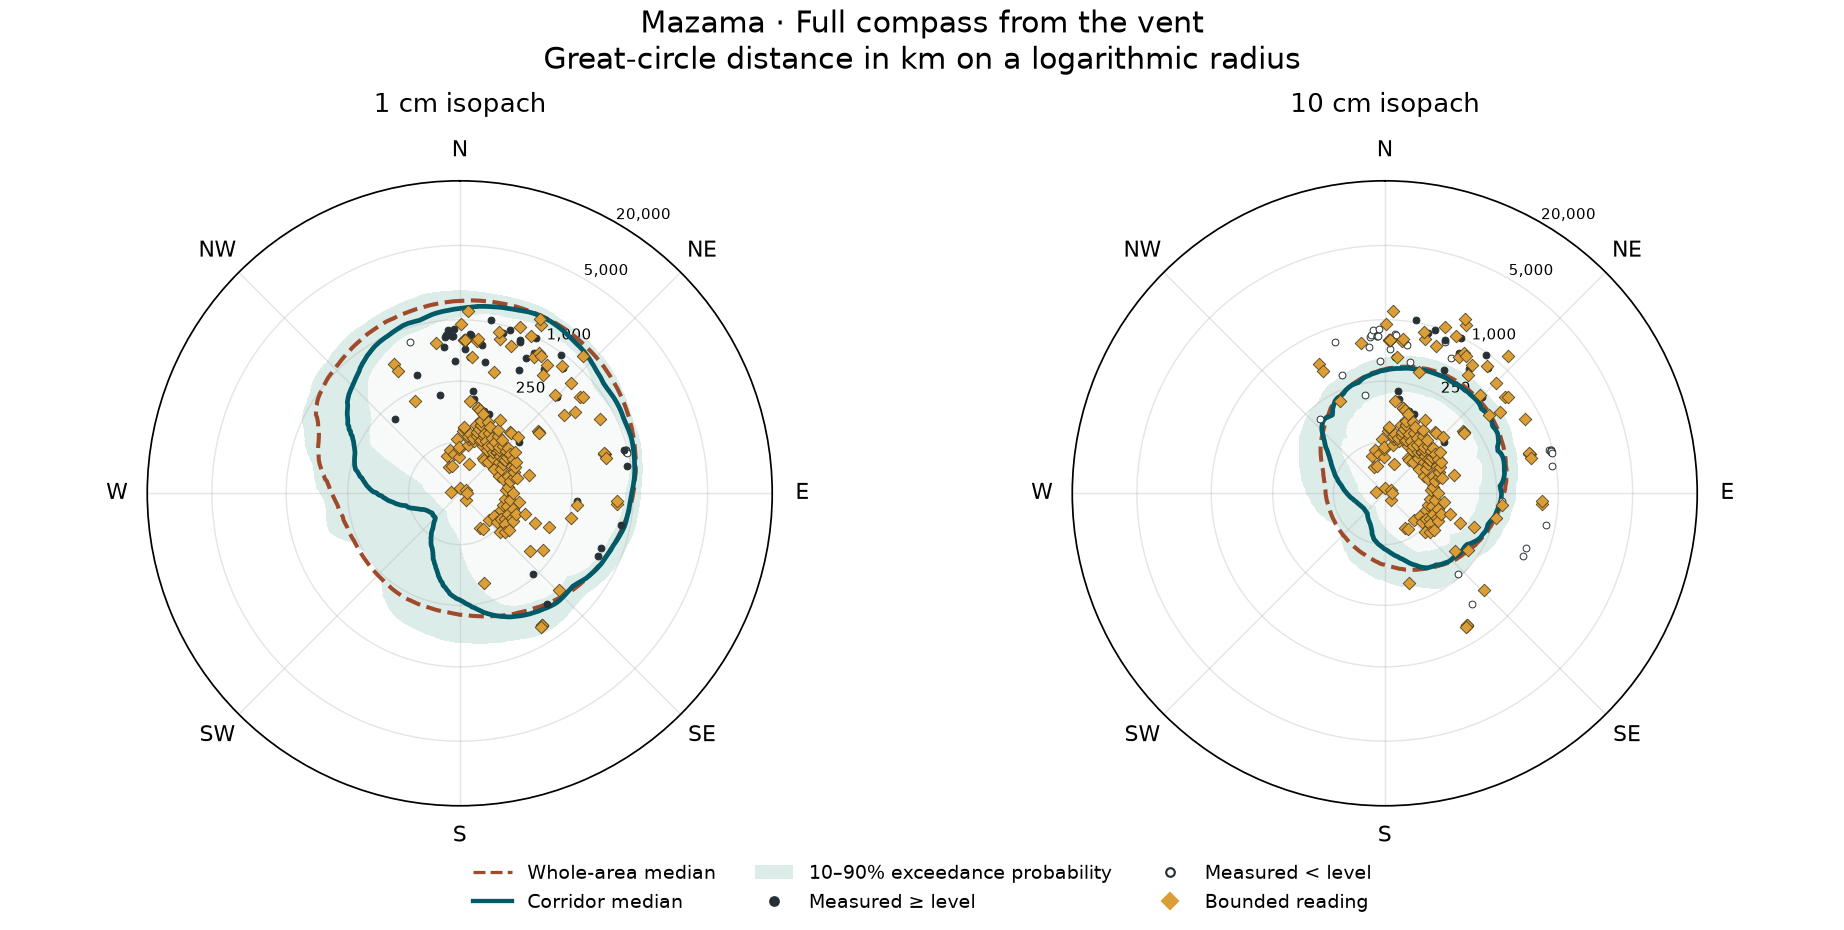 Mazama · Full compass from the vent
Great-circle distance in km on a logarithmic radius
1 cm isopach
N
NE
E
SE
S
SW
W
NW
250
1,000
5,000
20,000
10 cm isopach
N
NE
E
SE
S
SW
W
NW
250
1,000
5,000
20,000
Whole-area median
Corridor median
10–90% exceedance probability
Measured ≥ level
Measured < level
Bounded reading